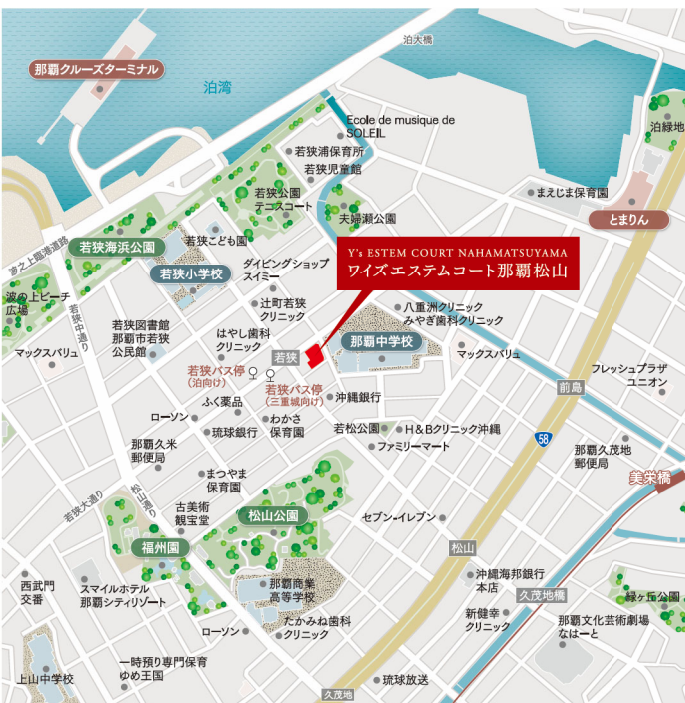 泊大橋
那覇クルーズターミナル
泊湾
Ecole de musique de
SOLEIL
泊緑地
若狭浦保育所
若狭児童館
若狭公園
テニスコート
まえじま保育園
夫婦瀬公園
とまりん
波之上臨港道路
若狭海浜公園
若狭こども園
Y's ESTEM COURT NAHAMATSUYAMA
ワイズエステムコート那覇松山
若狭小学校
ダイビングショップ
スイミー
波の上ビーチ
広場
若狭中通り
辻町若狭
クリニック
八重洲クリニック
みやぎ歯科クリニック
若狭図書館
那覇市若狭
公民館
はやし歯科
クリニック
那覇中学校
マックスバリュ
若狭
マックスバリュ
若狭バス停
(泊向け)
若狭バス停
(三重城向け)
フレッシュプラザ
ユニオン
前島
ふく薬品
沖縄銀行
ローソン
わかさ
保育園
琉球銀行
若松公園
H&Bクリニック沖縄
ファミリーマート
58
那覇久米
郵便局
那覇久茂地
郵便局
まつやま
保育園
美栄橋
若狭大通り
松山通り
古美術
観宝堂
松山公園
セブン-イレブン
福州園
松山
西武門
交番
スマイルホテル
那覇シティリゾート
那覇商業
高等学校
沖縄海邦銀行
本店
久茂地橋
緑ヶ丘公園
新健幸
クリニック
那覇文化芸術劇場
なはーと
ローソン
たかみね歯科
クリニック
一時預り専門保育
ゆめ王国
上山中学校
琉球放送
久茂地